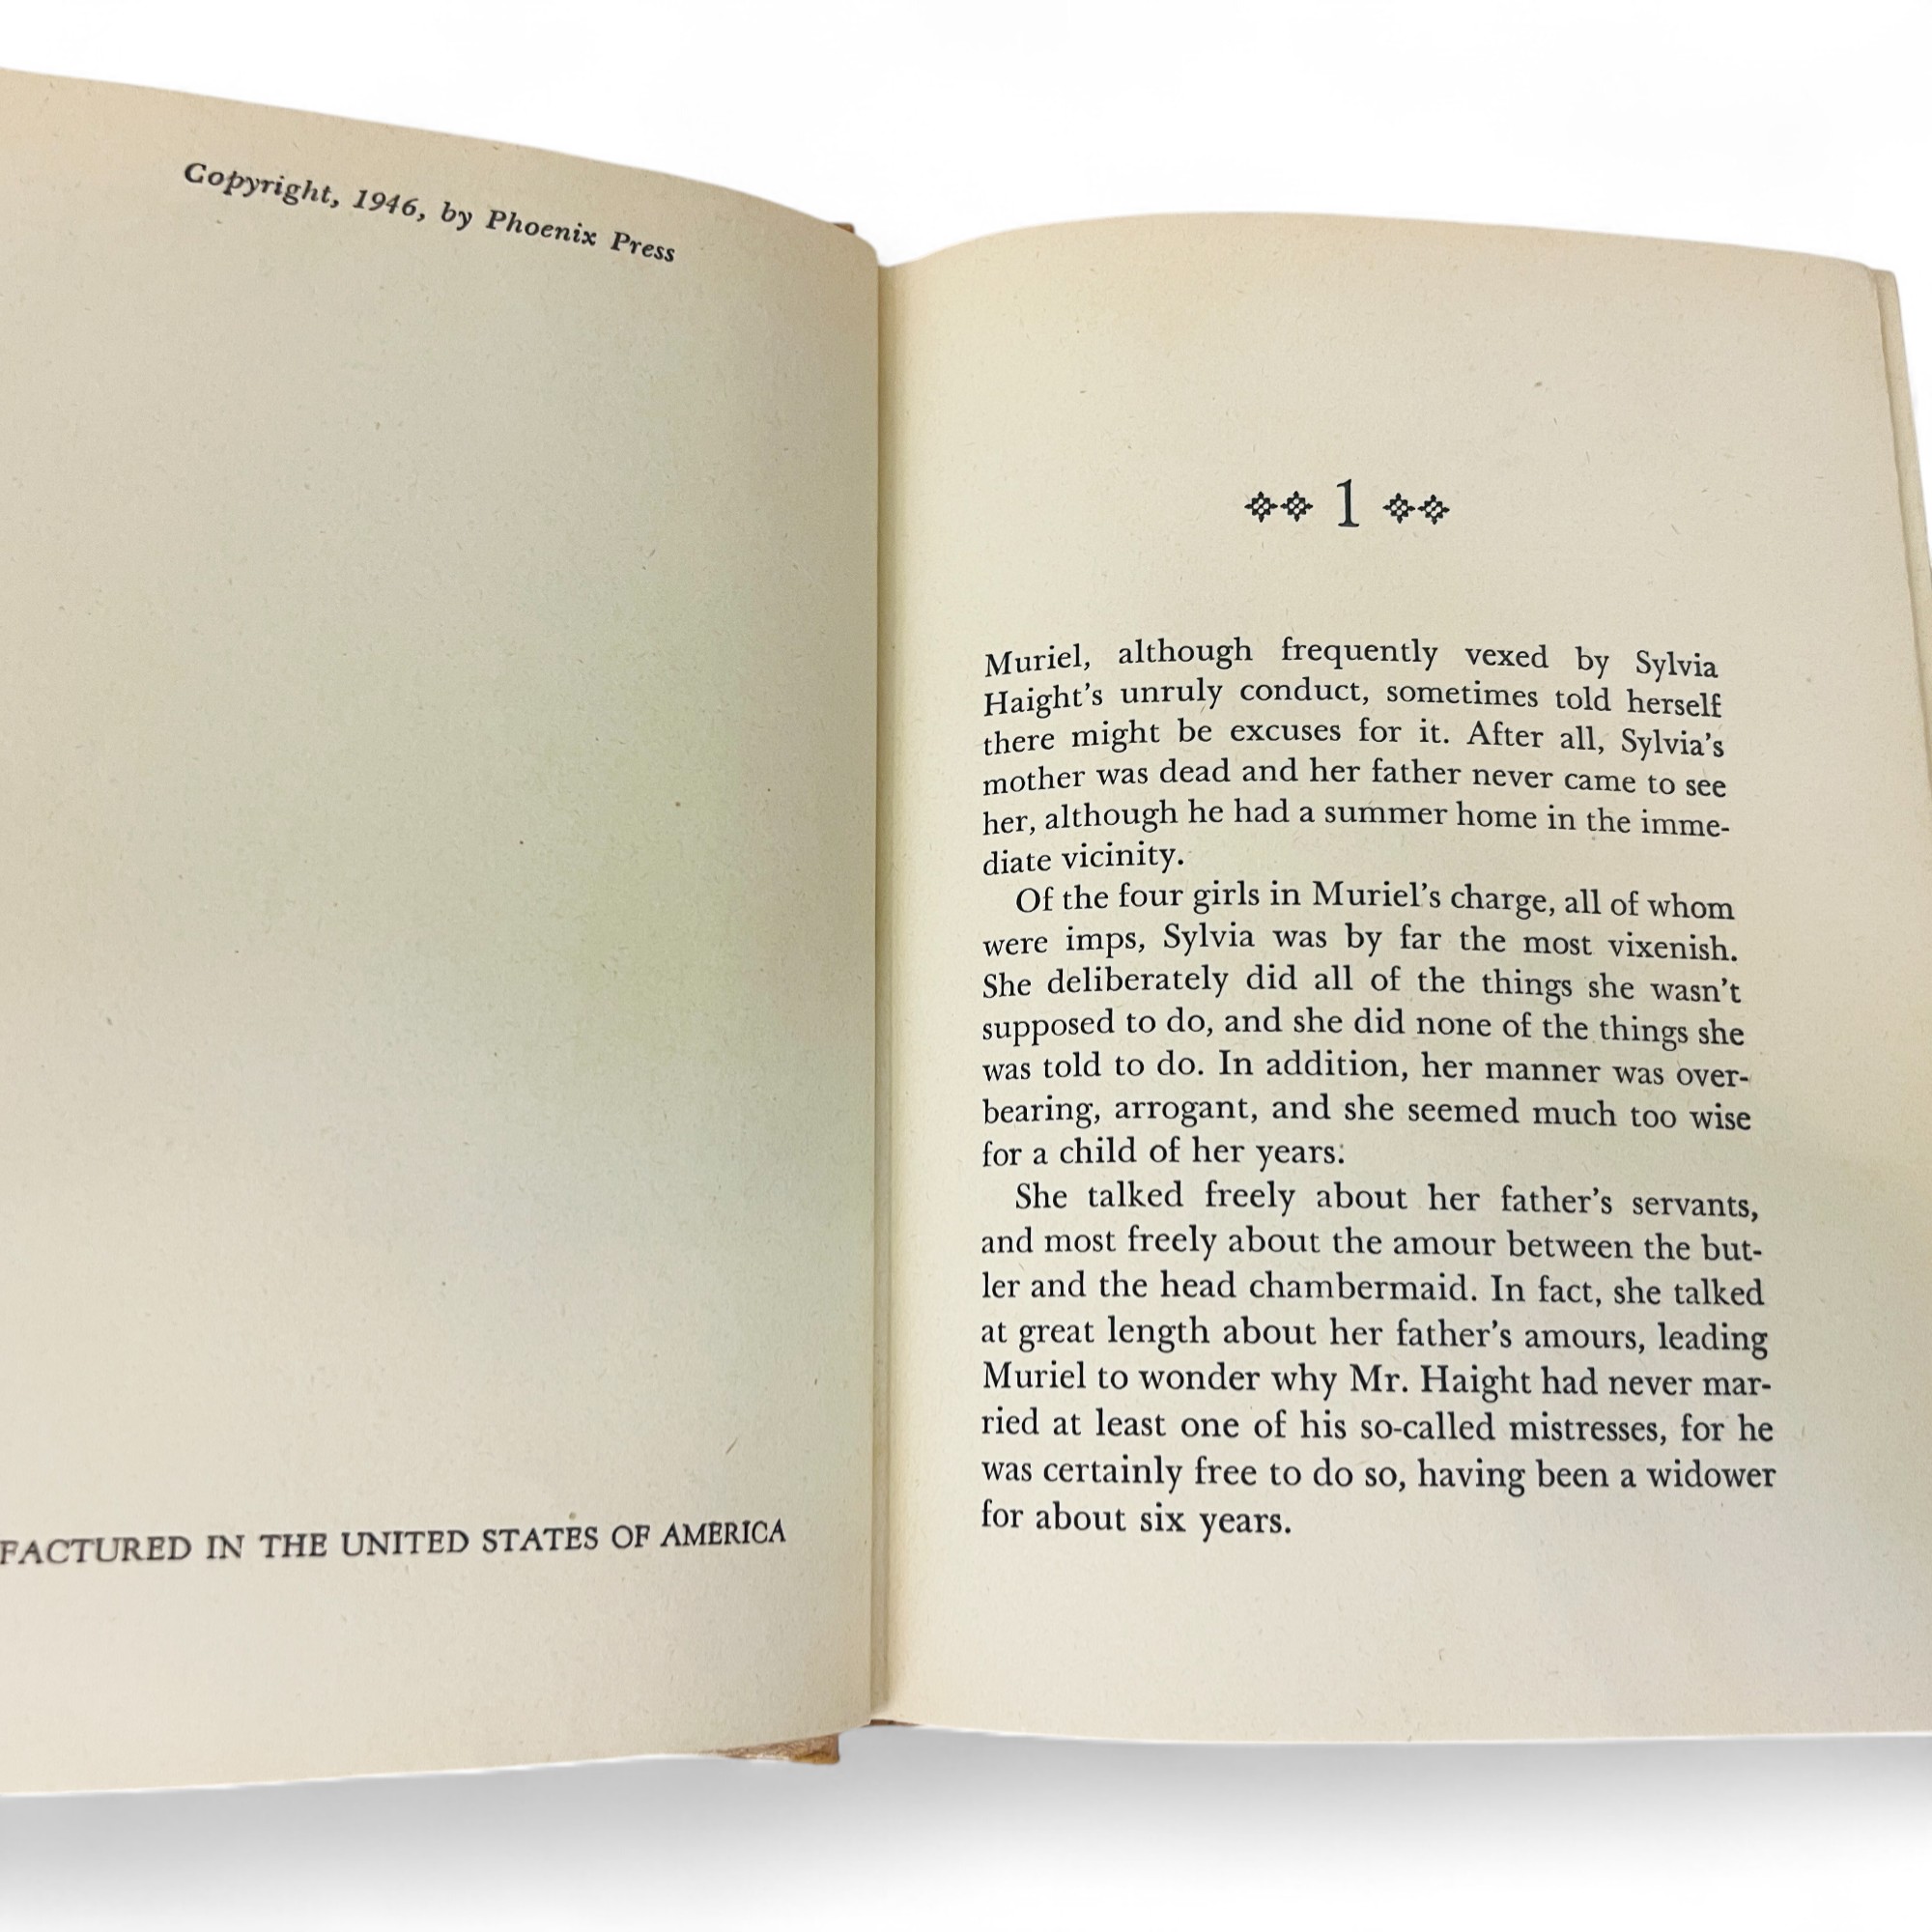 Copyright, 1946, by Phoenix Press
FACTURED IN THE UNITED STATES OF AMERICA
1
Muriel, although frequently vexed by Sylvia
Haight's unruly conduct, sometimes told herself
there might be excuses for it. After all, Sylvia's
mother was dead and her father never came to see
her, although he had a summer home in the imme-
diate vicinity.
Of the four girls in Muriel's charge, all of whom
were imps, Sylvia was by far the most vixenish.
She deliberately did all of the things she wasn't
supposed to do, and she did none of the things she
was told to do. In addition, her manner was over-
bearing, arrogant, and she seemed much too wise
for a child of her years.
She talked freely about her father's servants,
and most freely about the amour between the but-
ler and the head chambermaid. In fact, she talked
at great length about her father's amours, leading
Muriel to wonder why Mr. Haight had never mar-
ried at least one of his so-called mistresses, for he
was certainly free to do so, having been a widower
for about six years.